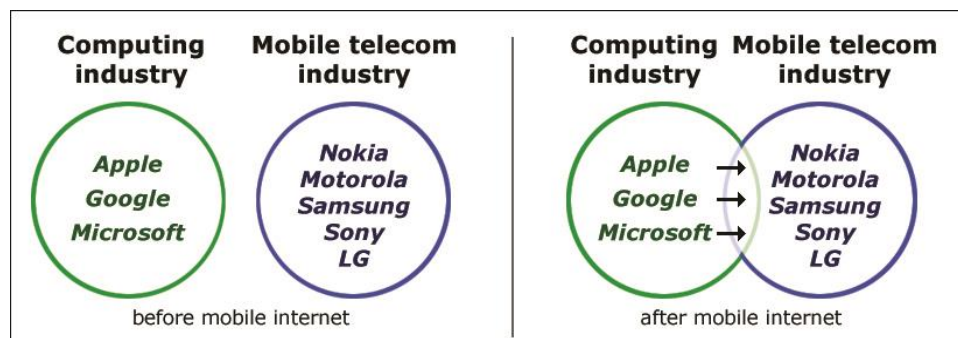 Computing
industry
Mobile telecom
industry
Apple
Google
Microsoft
Nokia
Motorola
Samsung
Sony
LG
before mobile internet
Computing
industry
Mobile telecom
industry
Apple
Google
Microsoft
Nokia
Motorola
Samsung
Sony
LG
after mobile internet